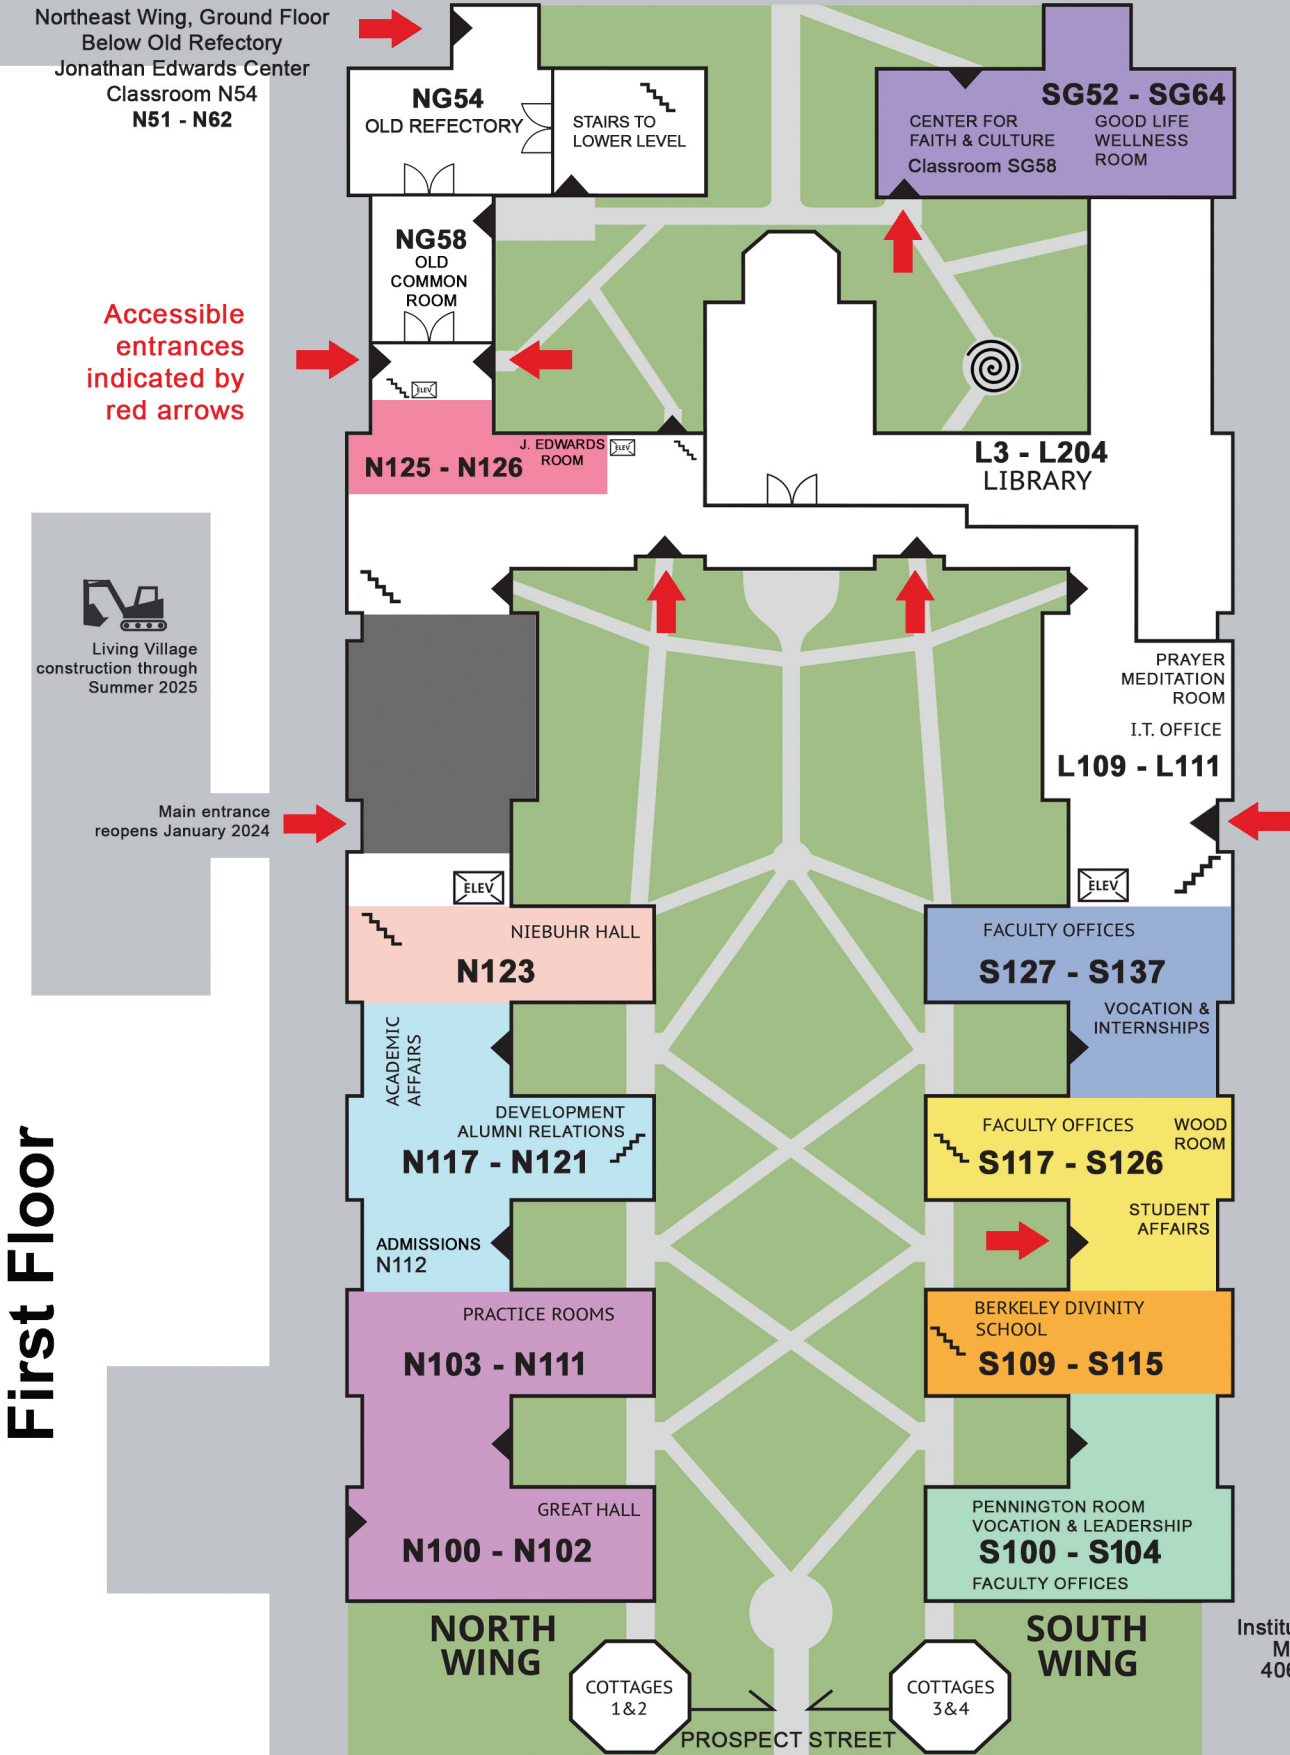 Northeast Wing, Ground Floor
Below Old Refectory
Jonathan Edwards Center
Classroom N54
N51 - N62
NG54
OLD REFECTORY
STAIRS TO
LOWER LEVEL
SG52 - SG64
CENTER FOR
FAITH & CULTURE
Classroom SG58
GOOD LIFE
WELLNESS
ROOM
NG58
OLD
COMMON
ROOM
Accessible
entrances
indicated by
red arrows
ELEV
N125 - N126
J. EDWARDS
ROOM
ELEV
L3 - L204
LIBRARY
Living Village
construction through
Summer 2025
PRAYER
MEDITATION
ROOM
I.T. OFFICE
L109 - L111
Main entrance
reopens January 2024
ELEV
ELEV
NIEBUHR HALL
N123
FACULTY OFFICES
S127 - S137
VOCATION &
INTERNSHIPS
ACADEMIC
AFFAIRS
DEVELOPMENT
ALUMNI RELATIONS
N117 - N121
FACULTY OFFICES
S117 - S126
WOOD
ROOM
STUDENT
AFFAIRS
ADMISSIONS
N112
First Floor
PRACTICE ROOMS
N103 - N111
BERKELEY DIVINITY
SCHOOL
S109 - S115
GREAT HALL
N100 - N102
PENNINGTON ROOM
VOCATION & LEADERSHIP
S100 - S104
FACULTY OFFICES
NORTH
WING
SOUTH
WING
COTTAGES
1&2
COTTAGES
3&4
PROSPECT STREET